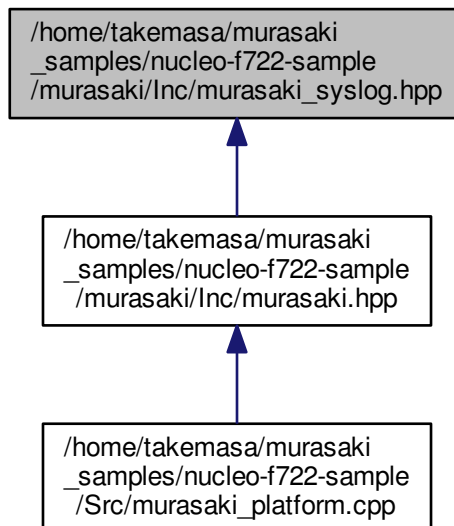 /home/takemasa/murasaki
_samples/nucleo-f722-sample
/murasaki/Inc/murasaki_syslog.hpp
/home/takemasa/murasaki
_samples/nucleo-f722-sample
/murasaki/Inc/murasaki.hpp
/home/takemasa/murasaki
_samples/nucleo-f722-sample
/Src/murasaki_platform.cpp